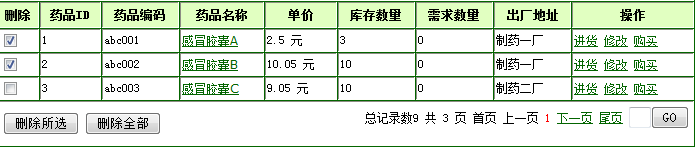 删除 药品ID 药品编码 药品名称 单价 库存数量 需求数量 出厂地址 操作
1 abc001 感冒胶囊A 2.5 元 3 0 制药一厂 进货 修改 购买
2 abc002 感冒胶囊B 10.05 元 10 0 制药一厂 进货 修改 购买
3 abc003 感冒胶囊C 9.05 元 10 0 制药二厂 进货 修改 购买
删除所选 删除全部 总记录数9 共 3 页 首页 上一页 1 下一页 尾页 GO